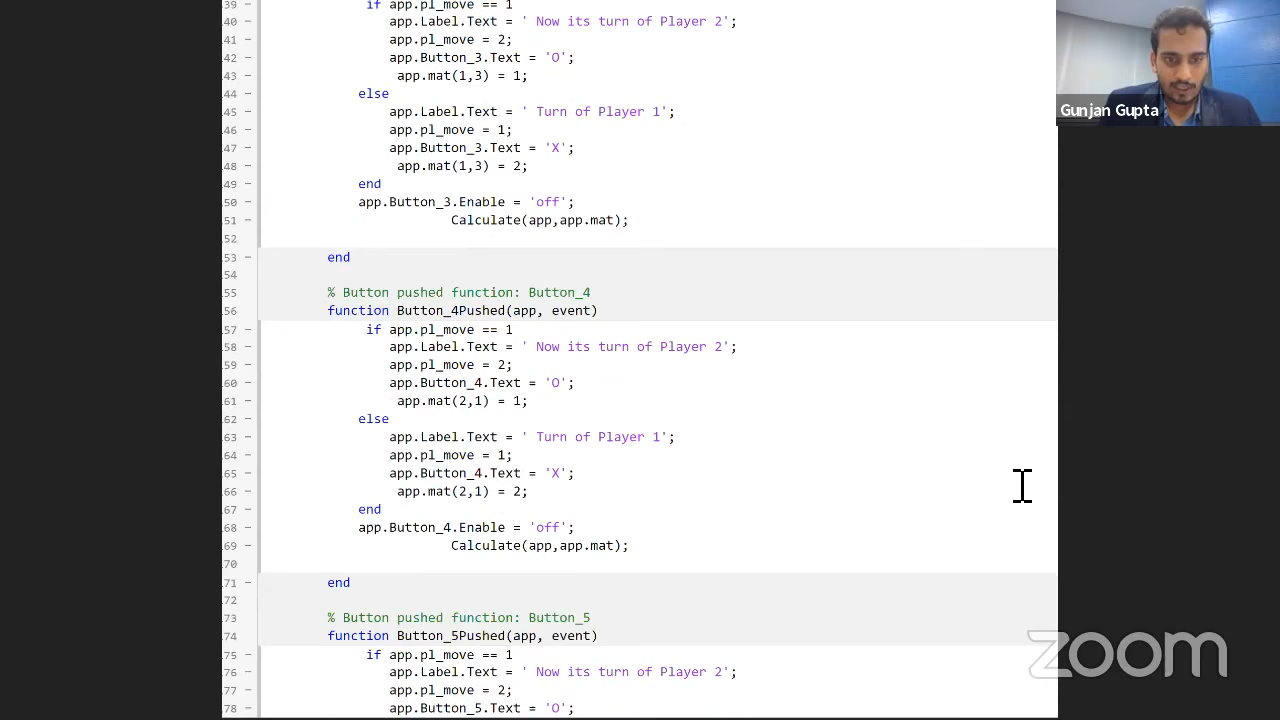 39 - if app.pl_move == 1
40 - app.Label.Text = ' Now its turn of Player 2';
41 - app.pl_move = 2;
42 - app.Button_3.Text = 'O';
43 - app.mat(1,3) = 1;
44 - else
45 - app.Label.Text = ' Turn of Player 1';
46 - app.pl_move = 1;
47 - app.Button_3.Text = 'X';
48 - app.mat(1,3) = 2;
49 - end
50 - app.Button_3.Enable = 'off';
51 - Calculate(app,app.mat);
52
53 - end
54
55 % Button pushed function: Button_4
56 function Button_4Pushed(app, event)
57 - if app.pl_move == 1
58 - app.Label.Text = ' Now its turn of Player 2';
59 - app.pl_move = 2;
60 - app.Button_4.Text = 'O';
61 - app.mat(2,1) = 1;
62 - else
63 - app.Label.Text = ' Turn of Player 1';
64 - app.pl_move = 1;
65 - app.Button_4.Text = 'X';
66 - app.mat(2,1) = 2;
67 - end
68 - app.Button_4.Enable = 'off';
69 - Calculate(app,app.mat);
70
71 - end
72
73 % Button pushed function: Button_5
74 function Button_5Pushed(app, event)
75 - if app.pl_move == 1
76 - app.Label.Text = ' Now its turn of Player 2';
77 - app.pl_move = 2;
78 - app.Button_5.Text = 'O';
Gunjan Gupta
zoom